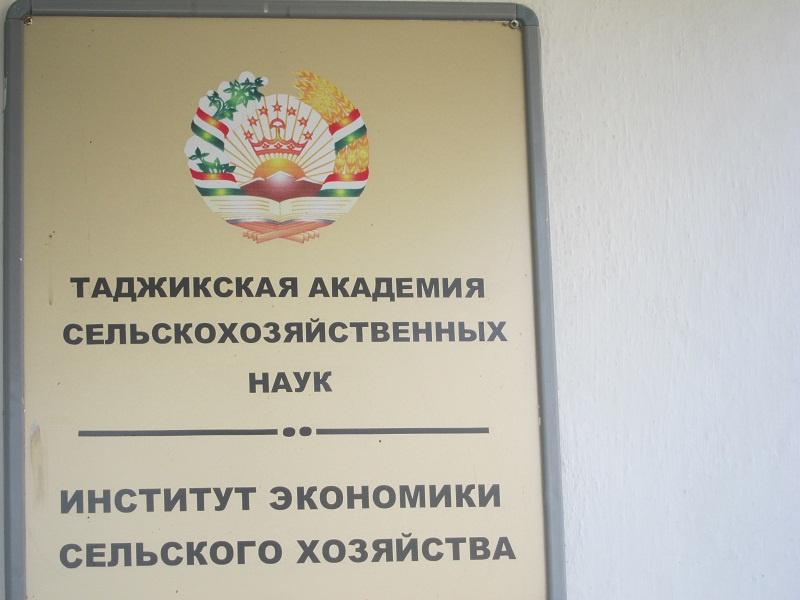 ТАДЖИКСКАЯ АКАДЕМИЯ
СЕЛЬСКОХОЗЯЙСТВЕННЫХ
НАУК
ИНСТИТУТ ЭКОНОМИКИ
СЕЛЬСКОГО ХОЗЯЙСТВА